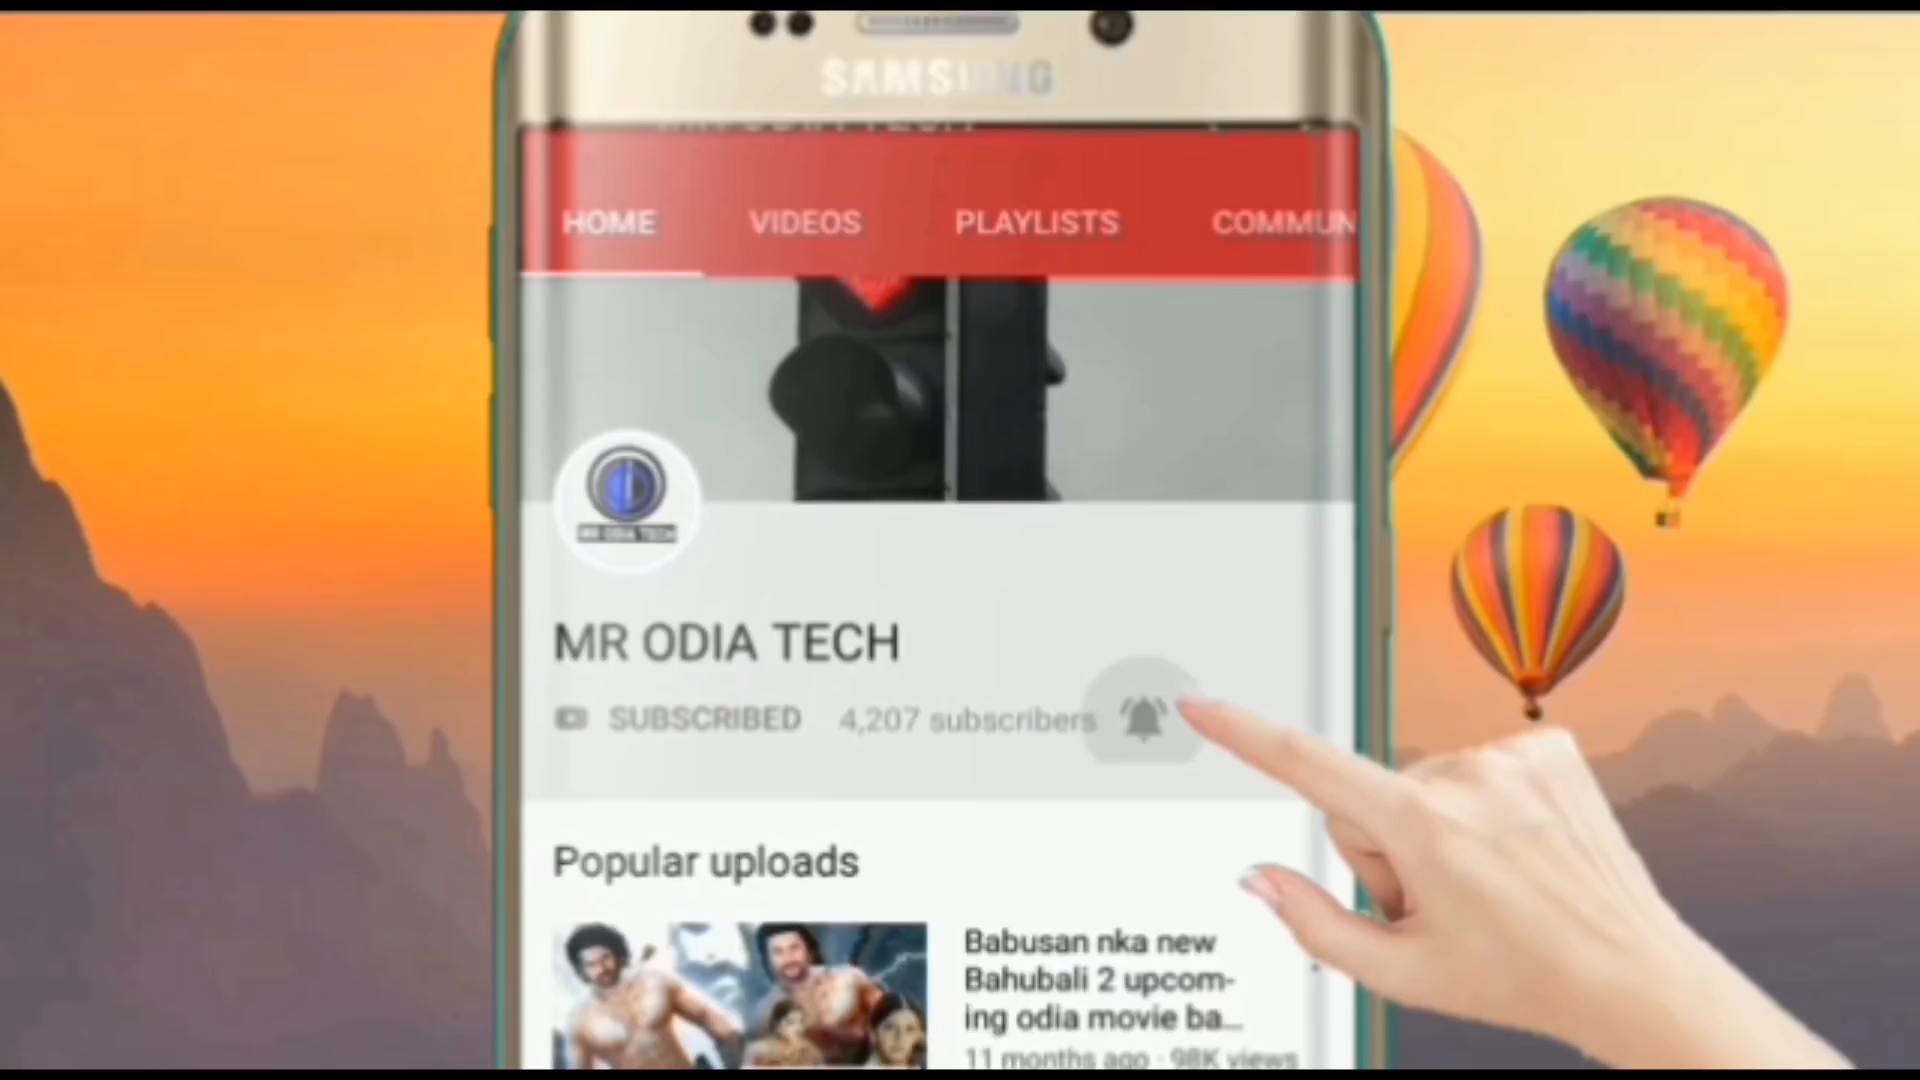 SAMSUNG
HOME VIDEOS PLAYLISTS COMMUN
MR ODIA TECH
MR ODIA TECH
SUBSCRIBED 4,207 subscribers
Popular uploads
Babusan nka new
Bahubali 2 upcom-
ing odia movie ba...
11 months ago · 98K views